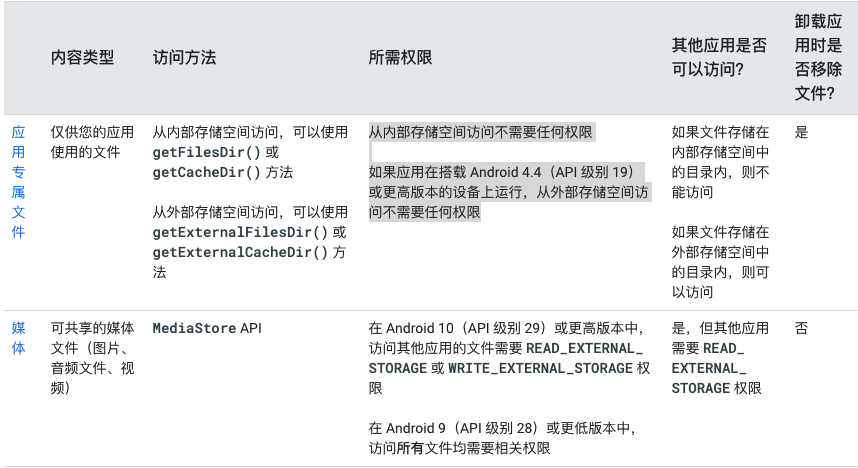 内容类型
访问方法
所需权限
其他应用是否
可以访问？
卸载应
用时是
否移除
文件？
应
用
专
属
文
件
仅供您的应用
使用的文件
从内部存储空间访问，可以使用
getFilesDir() 或
getCacheDir() 方法
从外部存储空间访问，可以使用
getExternalFilesDir() 或
getExternalCacheDir() 方
法
从内部存储空间访问不需要任何权限
如果应用在搭载 Android 4.4（API 级别 19）
或更高版本的设备上运行，从外部存储空间访
问不需要任何权限
如果文件存储在
内部存储空间中
的目录内，则不
能访问
如果文件存储在
外部存储空间中
的目录内，则可
以访问
是
媒
体
可共享的媒体
文件（图片、
音频文件、视
频）
MediaStore API
在 Android 10（API 级别 29）或更高版本中，
访问其他应用的文件需要 READ_EXTERNAL_
STORAGE 或 WRITE_EXTERNAL_STORAGE 权
限
在 Android 9（API 级别 28）或更低版本中，
访问所有文件均需要相关权限
是，但其他应用
需要 READ_
EXTERNAL_
STORAGE 权限
否